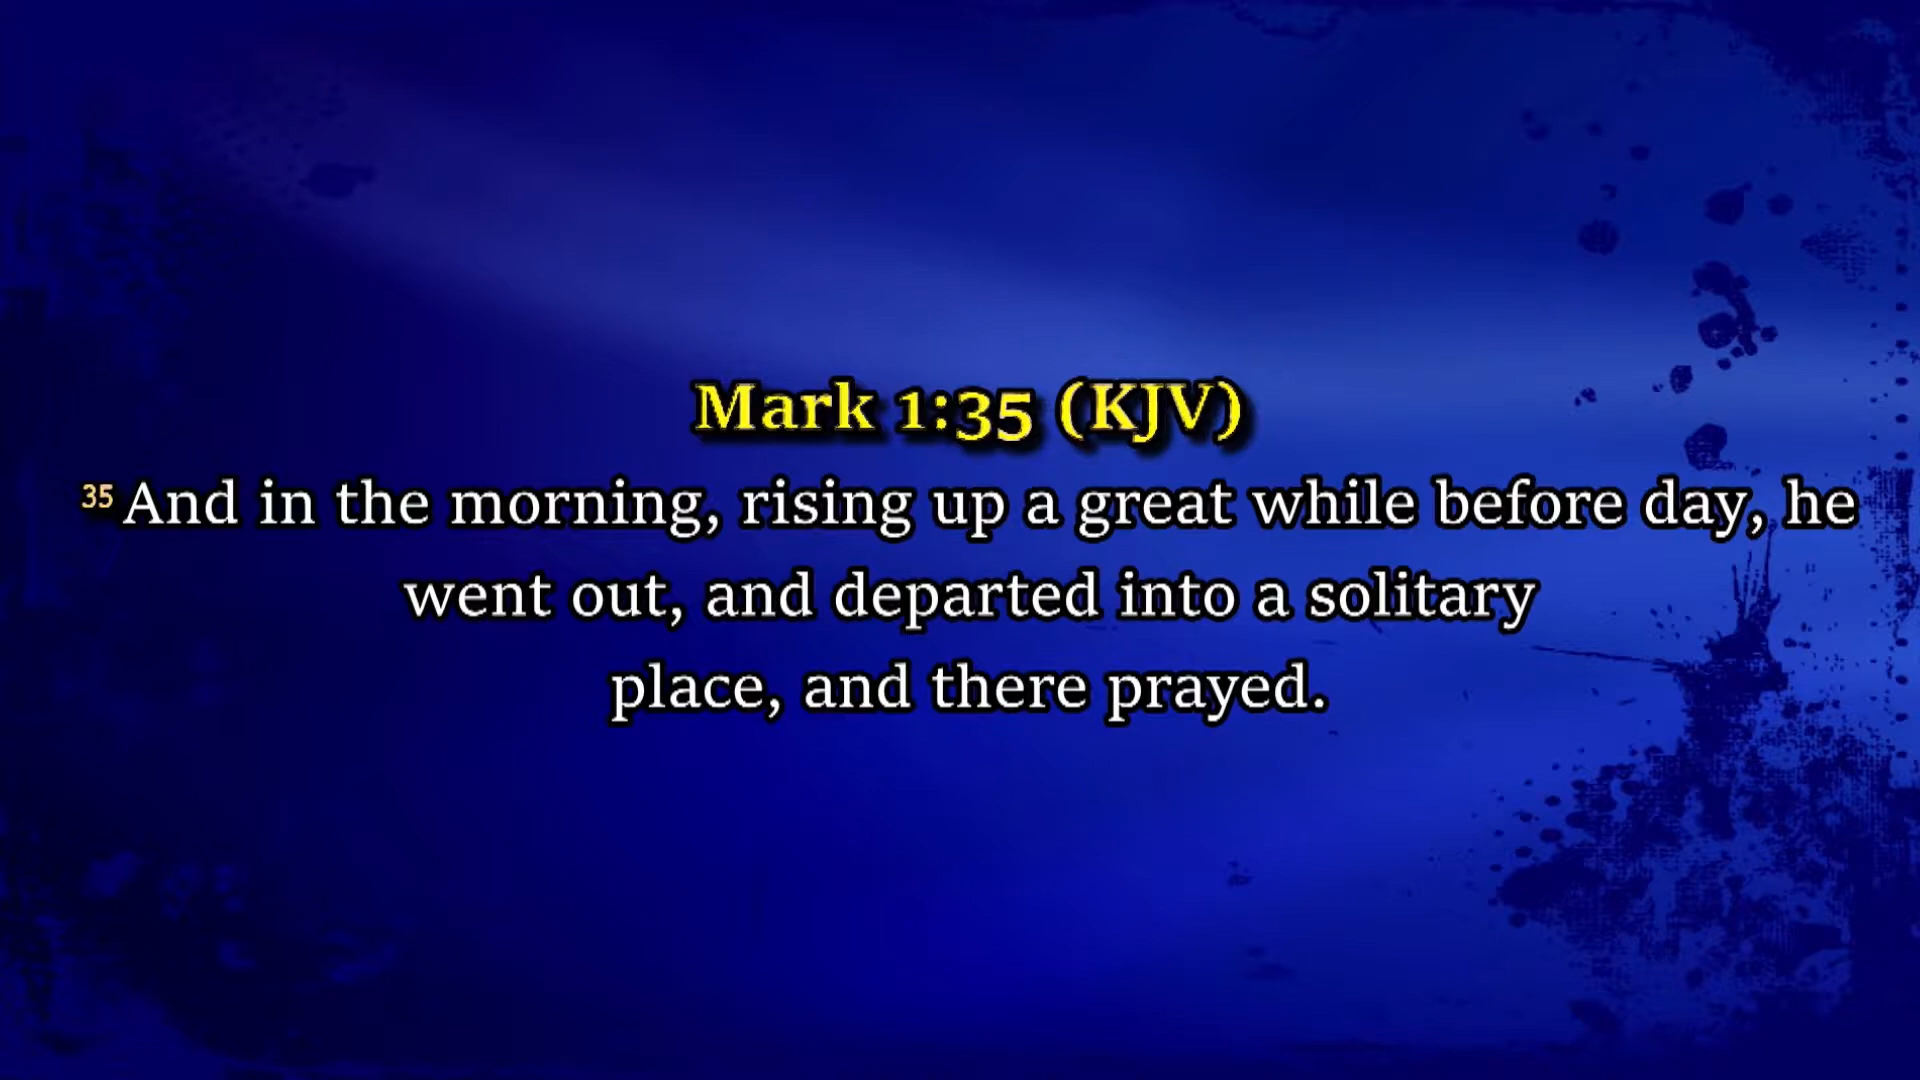 Mark 1:35 (KJV)
35 And in the morning, rising up a great while before day, he
went out, and departed into a solitary
place, and there prayed.